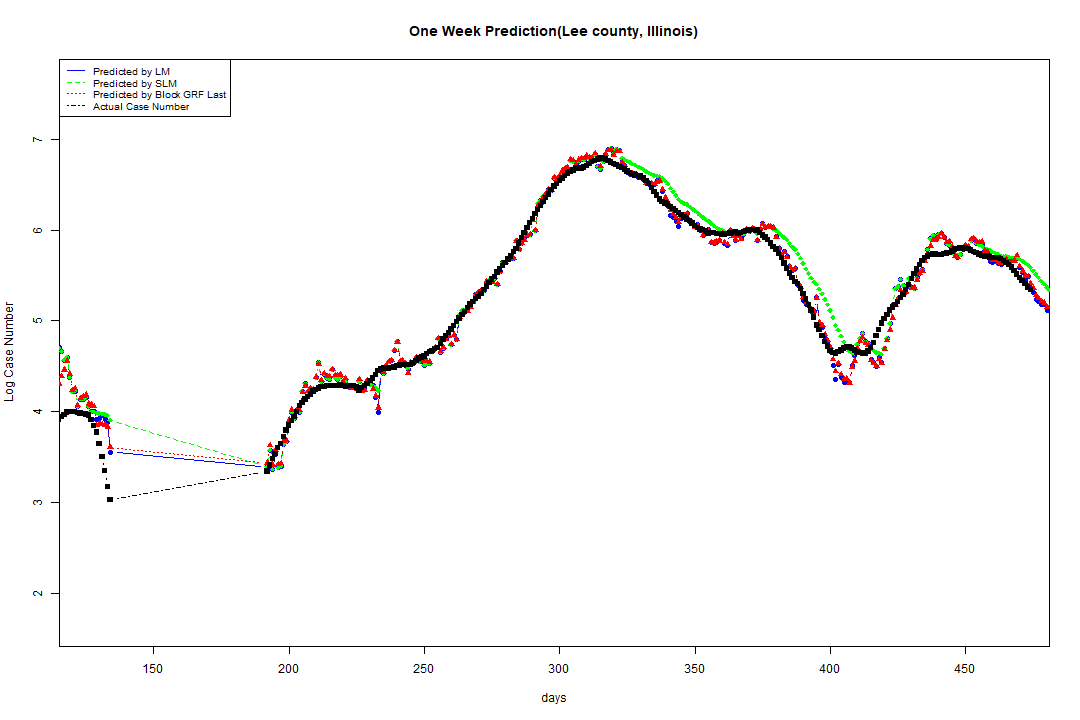 One Week Prediction(Lee county, Illinois)
Predicted by LM
Predicted by SLM
Predicted by Block GRF Last
Actual Case Number
Log Case Number
7
6
5
4
3
2
150 200 250 300 350 400 450
days